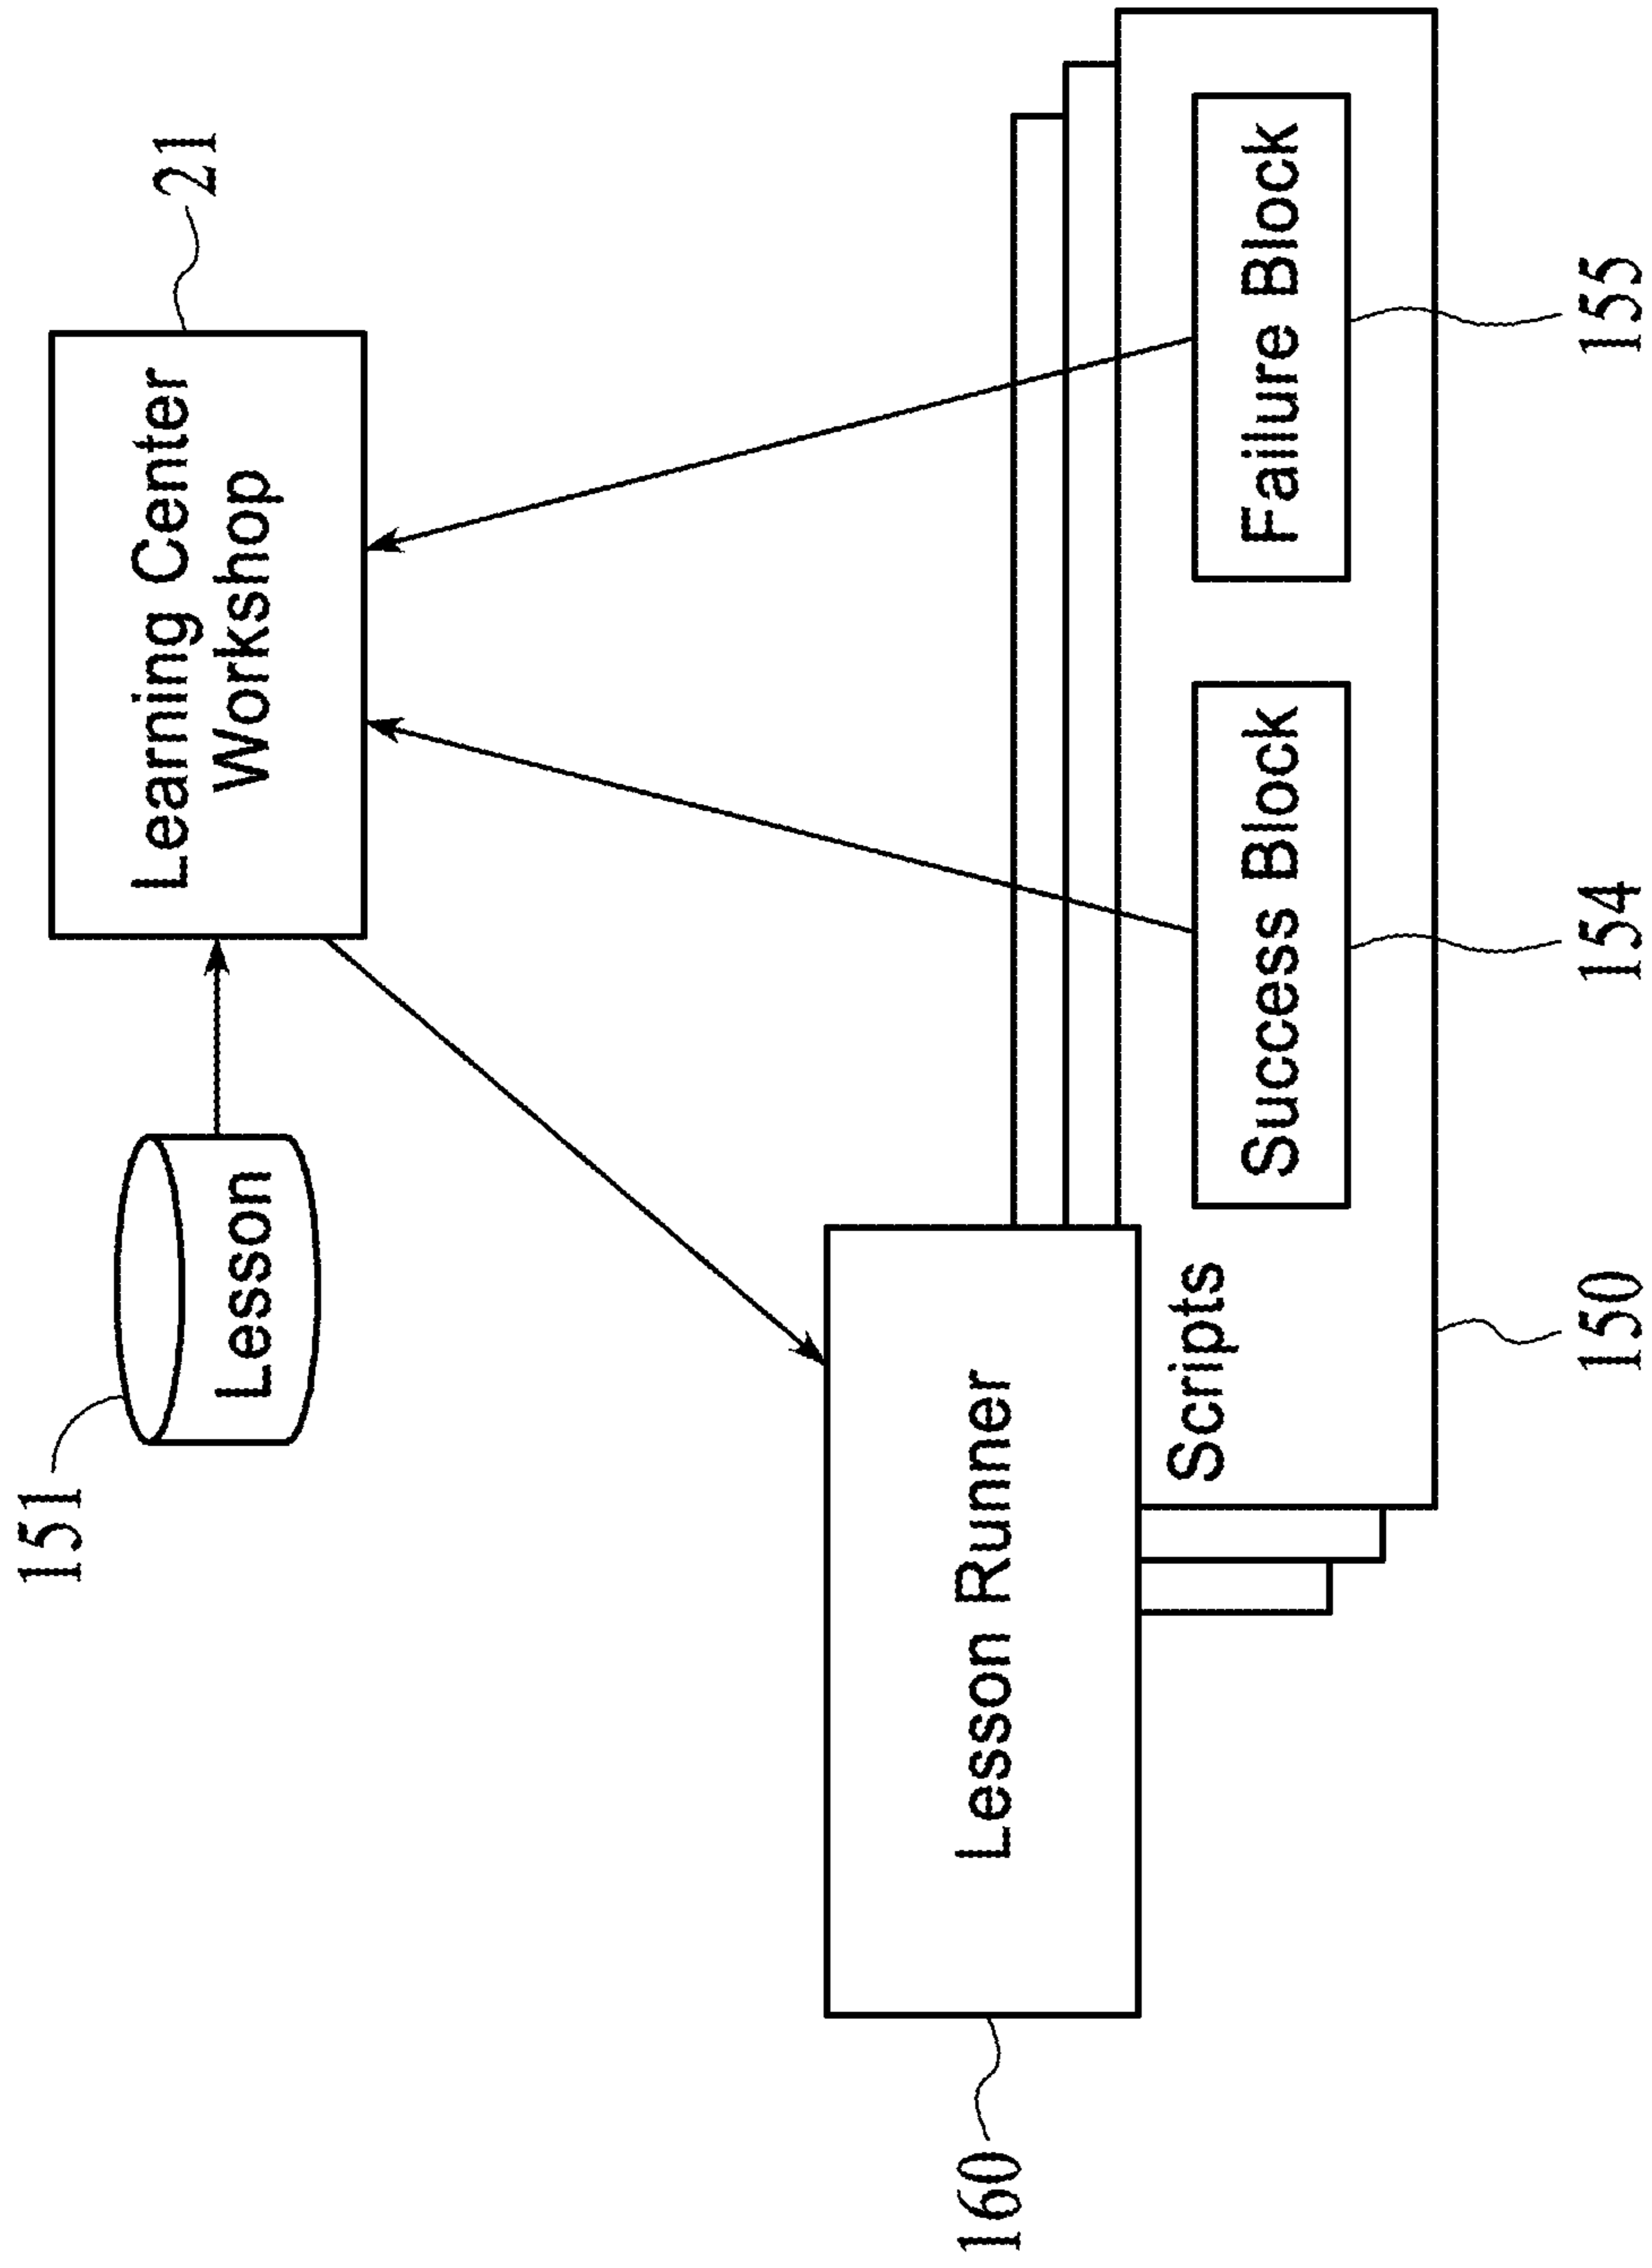 151
Lesson
Learning Center
Workshop
21
160
Lesson Runner
Scripts
Success Block
Failure Block
150
154
155